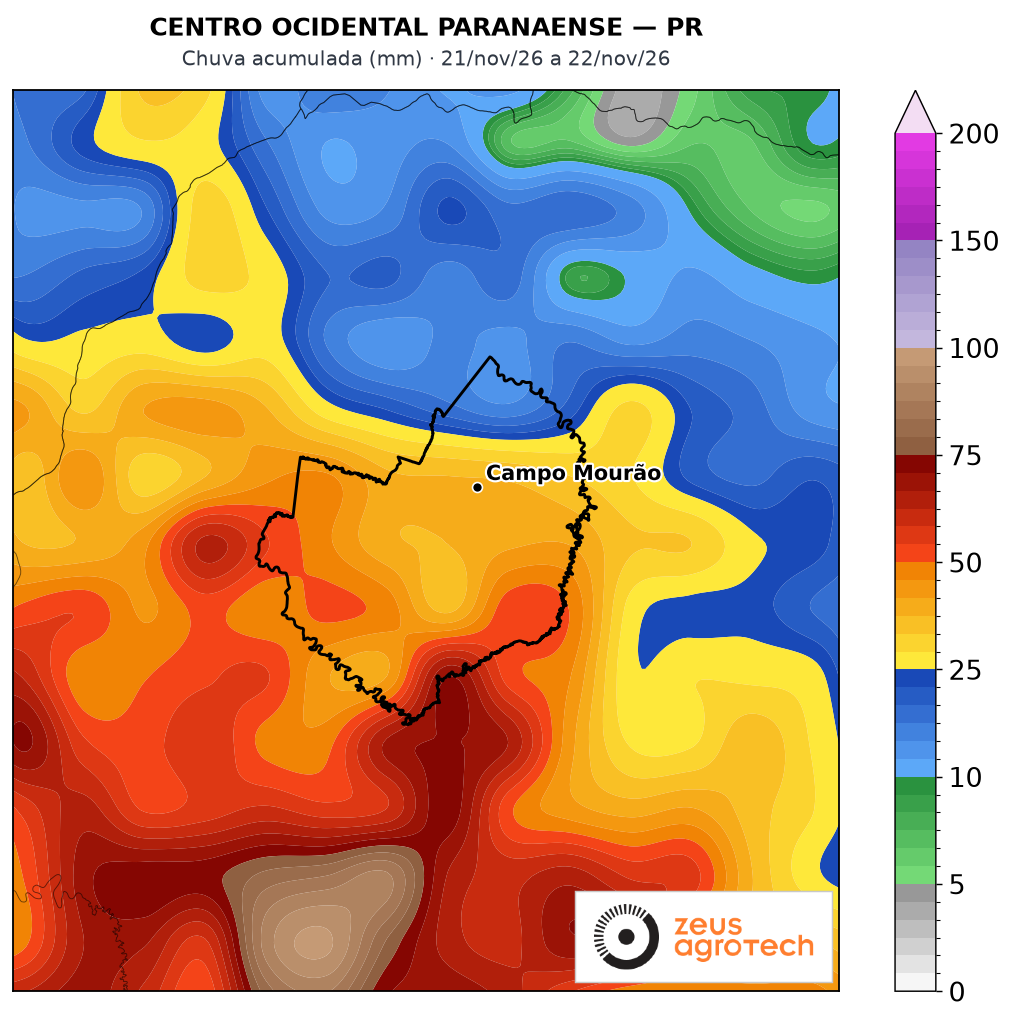 CENTRO OCIDENTAL PARANAENSE — PR
Chuva acumulada (mm) · 21/nov/26 a 22/nov/26
200
150
100
75
50
25
10
5
0
Campo Mourão
zeus
agrotech